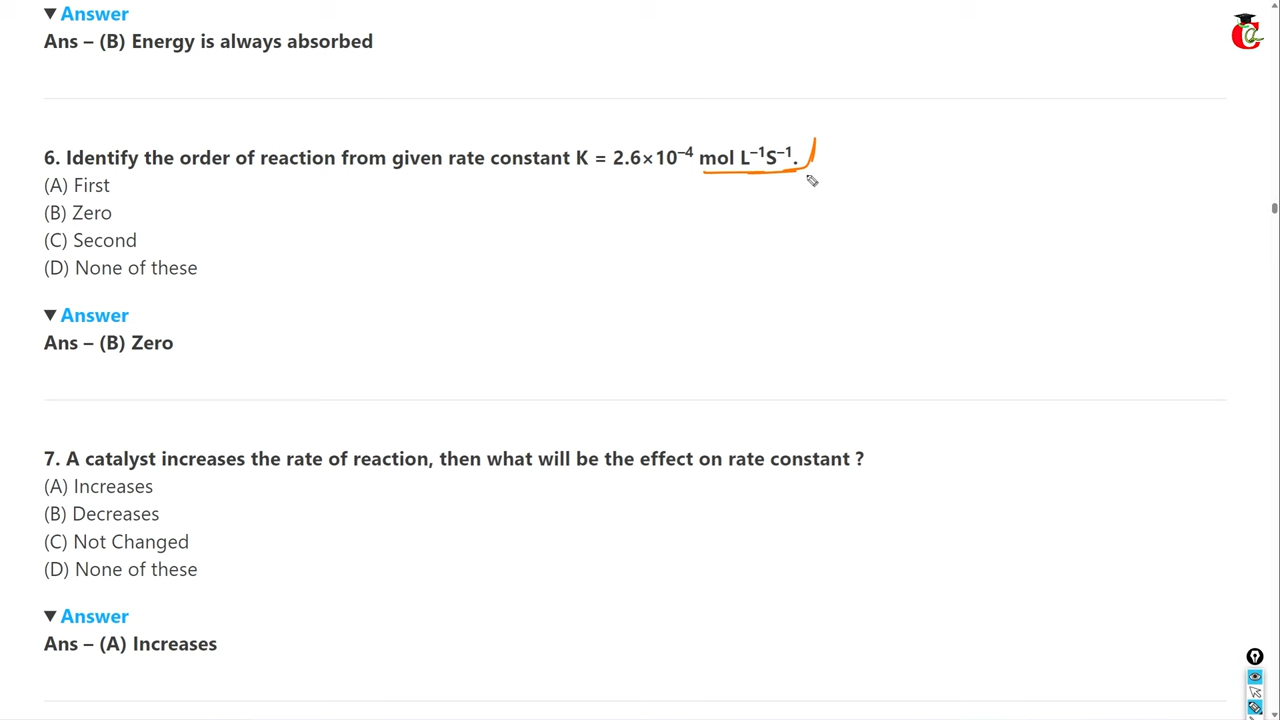 ▼ Answer
Ans – (B) Energy is always absorbed
6. Identify the order of reaction from given rate constant K = 2.6×10⁻⁴ mol L⁻¹S⁻¹.
(A) First
(B) Zero
(C) Second
(D) None of these
▼ Answer
Ans – (B) Zero
7. A catalyst increases the rate of reaction, then what will be the effect on rate constant ?
(A) Increases
(B) Decreases
(C) Not Changed
(D) None of these
▼ Answer
Ans – (A) Increases